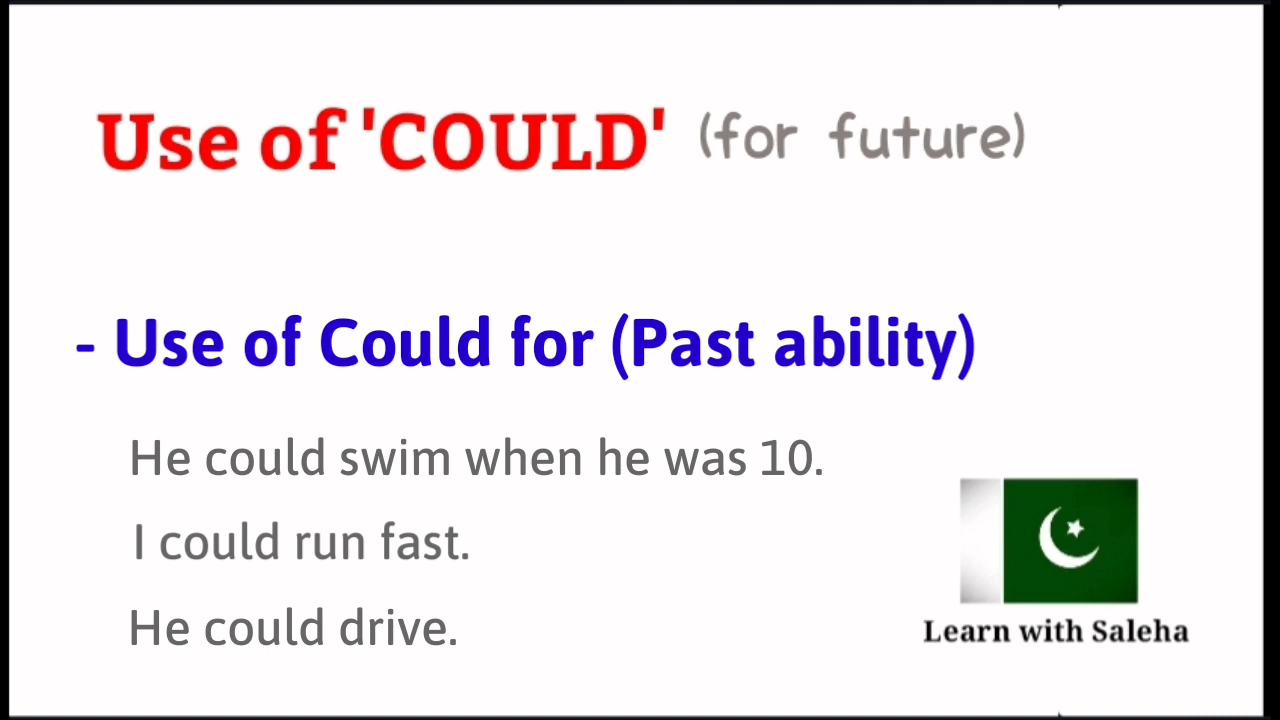 Use of 'COULD' (for future)
- Use of Could for (Past ability)
He could swim when he was 10.
I could run fast.
He could drive.
Learn with Saleha